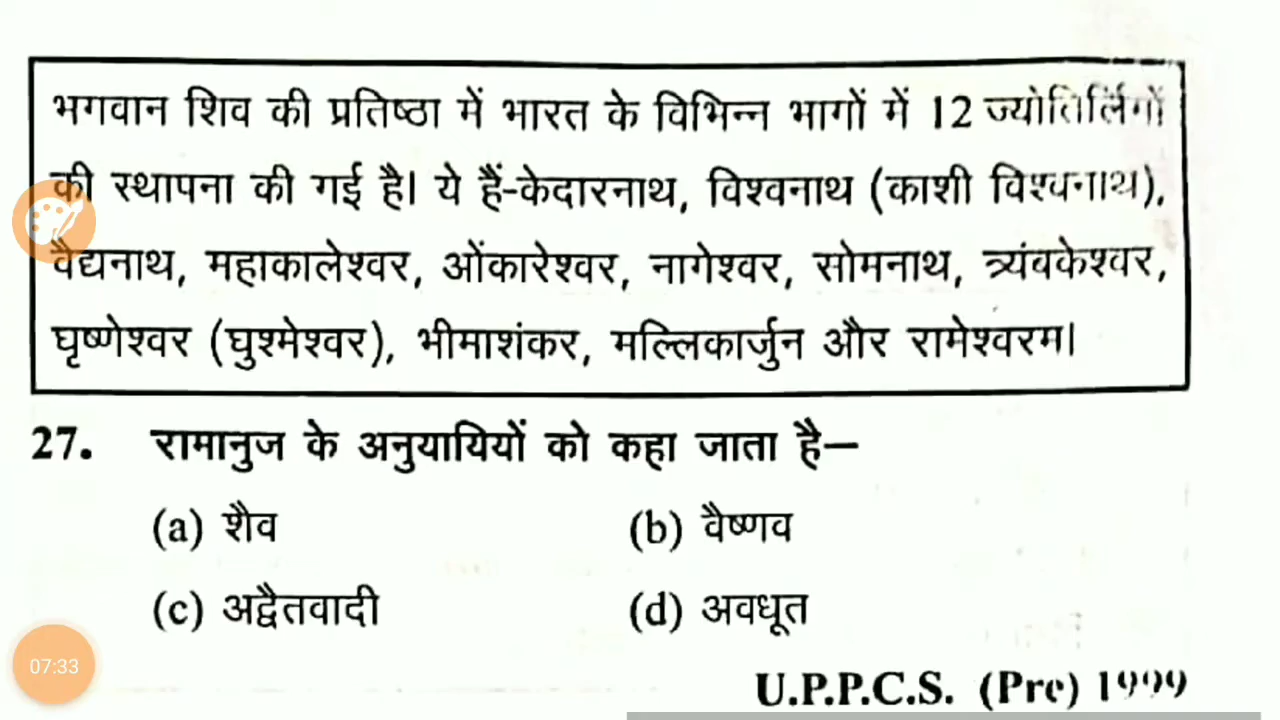 भगवान शिव की प्रतिष्ठा में भारत के विभिन्न भागों में 12 ज्योतिर्लिंगों
की स्थापना की गई है। ये हैं-केदारनाथ, विश्वनाथ (काशी विश्वनाथ),
वैद्यनाथ, महाकालेश्वर, ओंकारेश्वर, नागेश्वर, सोमनाथ, त्र्यंवकेश्वर,
घृष्णेश्वर (घुश्मेश्वर), भीमाशंकर, मल्लिकार्जुन और रामेश्वरम।
27. रामानुज के अनुयायियों को कहा जाता है–
(a) शैव (b) वैष्णव
(c) अद्वैतवादी (d) अवधूत
07:33
U.P.P.C.S. (Pre) 1999